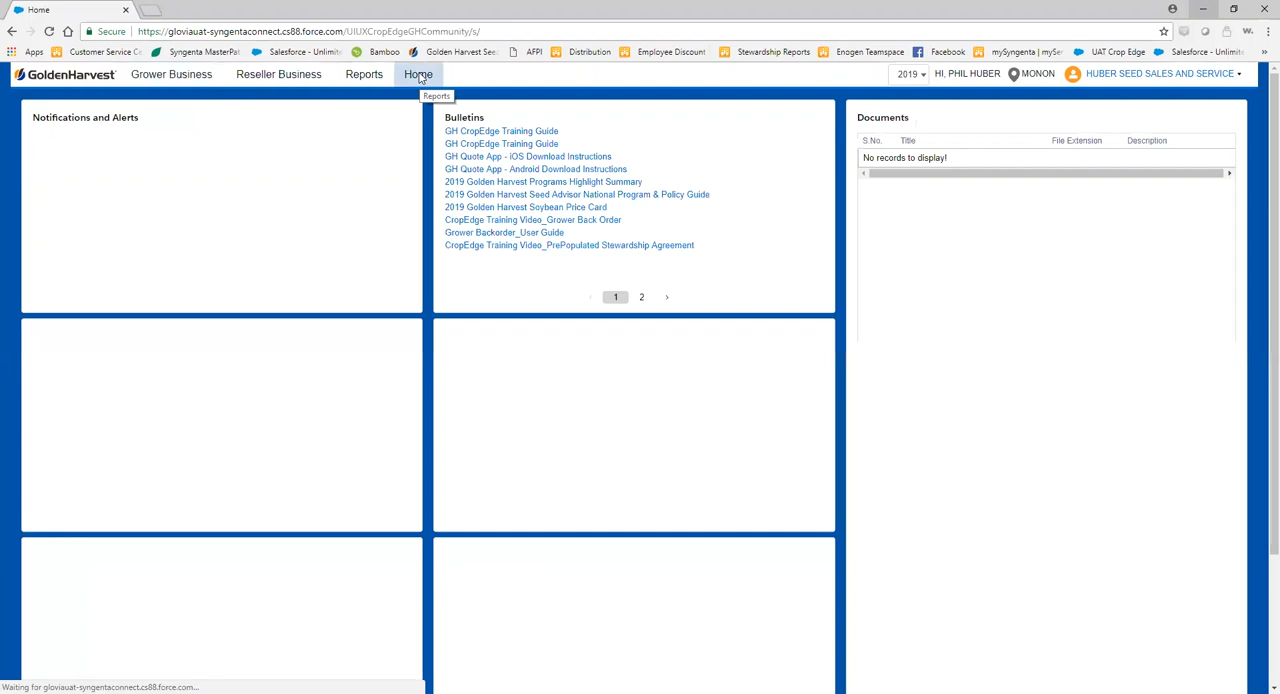 Home
Secure
https://gloviauat-syngentaconnect.cs88.force.com/UIUXCropEdgeGHCommunity/s/
Apps Customer Service Ce Syngenta MasterPat Salesforce - Unlimite Bamboo Golden Harvest See AFPI Distribution Employee Discount Stewardship Reports Enogen Teamspace Facebook mySyngenta | mySer UAT Crop Edge Salesforce - Unlimite
GoldenHarvest Grower Business Reseller Business Reports Home 2019 HI, PHIL HUBER MONON HUBER SEED SALES AND SERVICE
Reports
Notifications and Alerts
Bulletins
GH CropEdge Training Guide
GH CropEdge Training Guide
GH Quote App - iOS Download Instructions
GH Quote App - Android Download Instructions
2019 Golden Harvest Programs Highlight Summary
2019 Golden Harvest Seed Advisor National Program & Policy Guide
2019 Golden Harvest Soybean Price Card
CropEdge Training Video_Grower Back Order
Grower Backorder_User Guide
CropEdge Training Video_PrePopulated Stewardship Agreement
1 2
Documents
S.No. Title File Extension Description
No records to display!
Waiting for gloviauat-syngentaconnect.cs88.force.com...